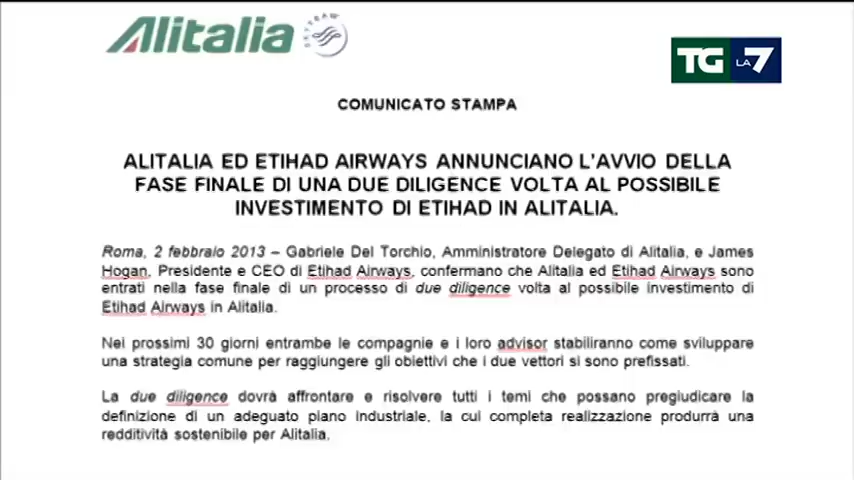 Alitalia
SKYTEAM
TG LA 7
COMUNICATO STAMPA
ALITALIA ED ETIHAD AIRWAYS ANNUNCIANO L'AVVIO DELLA
FASE FINALE DI UNA DUE DILIGENCE VOLTA AL POSSIBILE
INVESTIMENTO DI ETIHAD IN ALITALIA.
Roma, 2 febbraio 2013 – Gabriele Del Torchio, Amministratore Delegato di Alitalia, e James
Hogan, Presidente e CEO di Etihad Airways, confermano che Alitalia ed Etihad Airways sono
entrati nella fase finale di un processo di due diligence volta al possibile investimento di
Etihad Airways in Alitalia.
Nei prossimi 30 giorni entrambe le compagnie e i loro advisor stabiliranno come sviluppare
una strategia comune per raggiungere gli obiettivi che i due vettori si sono prefissati.
La due diligence dovrà affrontare e risolvere tutti i temi che possano pregiudicare la
definizione di un adeguato piano industriale, la cui completa realizzazione produrrà una
redditività sostenibile per Alitalia.